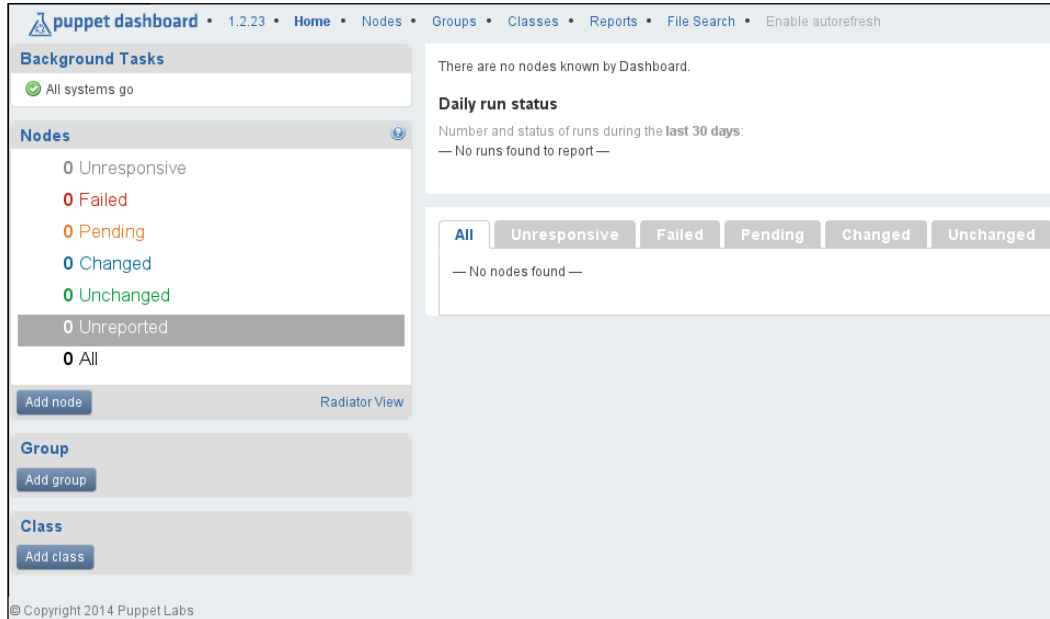 puppet dashboard • 1.2.23 • Home • Nodes • Groups • Classes • Reports • File Search • Enable autorefresh
Background Tasks
All systems go
Nodes ?
0 Unresponsive
0 Failed
0 Pending
0 Changed
0 Unchanged
0 Unreported
0 All
Add node Radiator View
Group
Add group
Class
Add class
There are no nodes known by Dashboard.
Daily run status
Number and status of runs during the last 30 days:
— No runs found to report —
All Unresponsive Failed Pending Changed Unchanged
— No nodes found —
© Copyright 2014 Puppet Labs